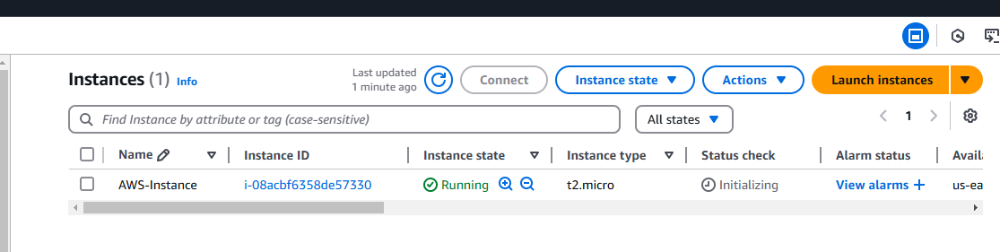 Instances (1) Info
Last updated
1 minute ago
Connect
Instance state
Actions
Launch instances
Find Instance by attribute or tag (case-sensitive)
All states
1
Name Instance ID Instance state Instance type Status check Alarm status Availa
AWS-Instance i-08acbf6358de57330 Running t2.micro Initializing View alarms + us-ea